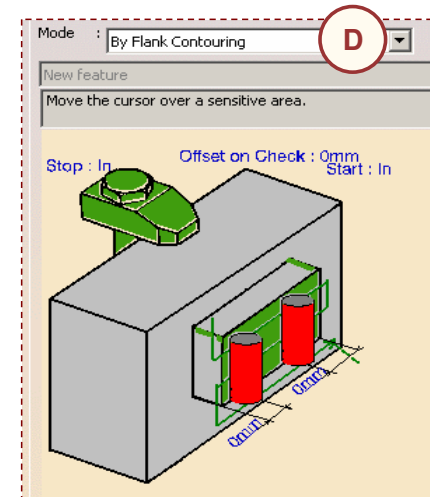 Mode : By Flank Contouring D
New feature
Move the cursor over a sensitive area.
Stop : In Offset on Check : 0mm
Start : In
0mm 0mm